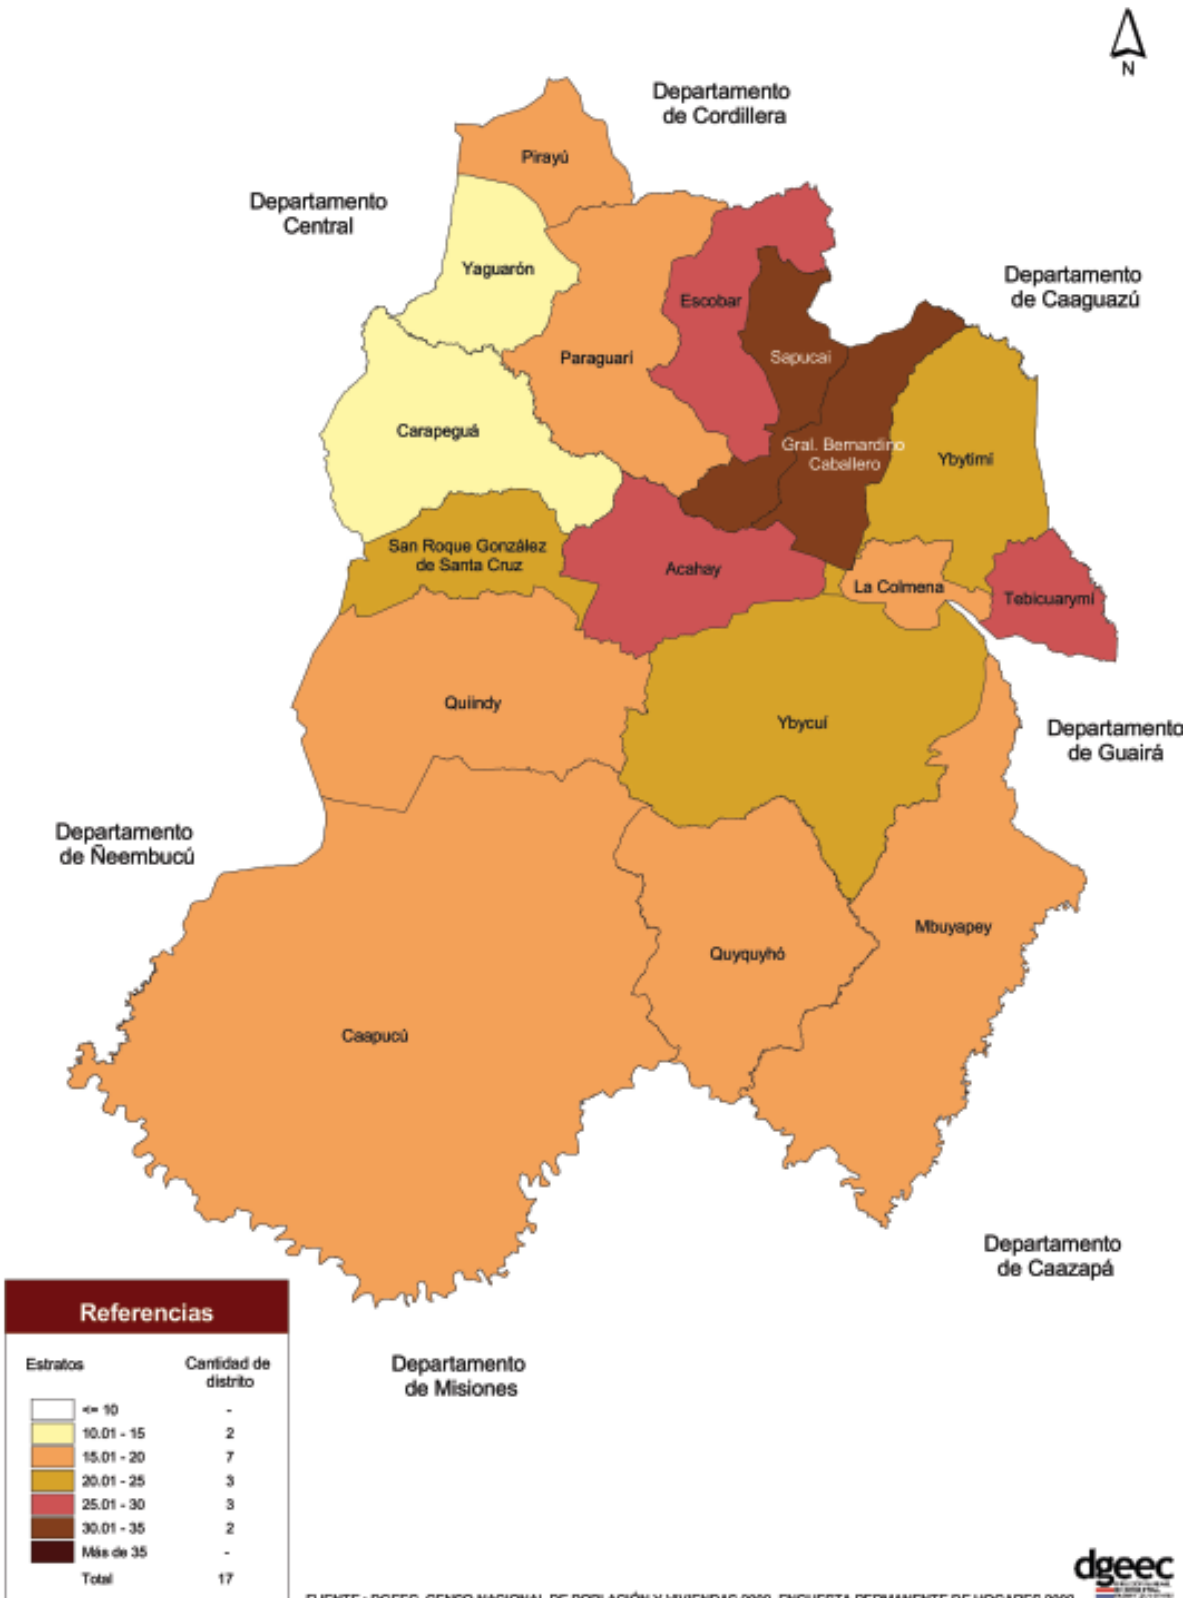 N
Departamento
de Cordillera
Pirayú
Departamento
Central
Yaguarón
Departamento
de Caaguazú
Escobar
Paraguarí
Sapucai
Carapeguá
Gral. Bernardino
Caballero
Ybytimí
San Roque González
de Santa Cruz
Acahay
La Colmena
Tebicuarymí
Quiindy
Ybycuí
Departamento
de Guairá
Departamento
de Ñeembucú
Mbuyapey
Quyquyhó
Caapucú
Departamento
de Caazapá
Departamento
de Misiones
Referencias
Estratos Cantidad de
distrito
<= 10 -
10.01 - 15 2
15.01 - 20 7
20.01 - 25 3
25.01 - 30 3
30.01 - 35 2
Más de 35 -
Total 17
dgeec